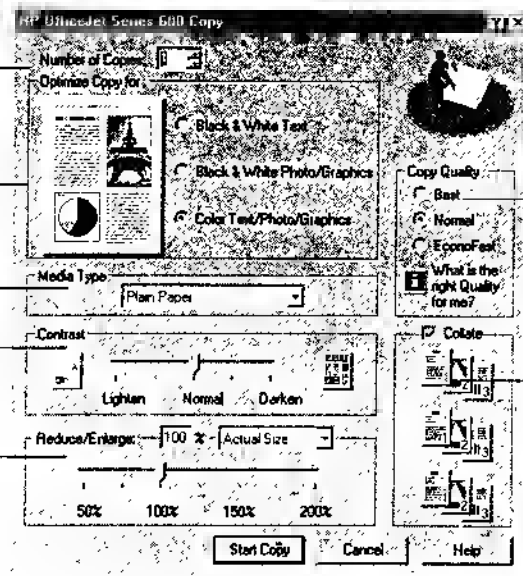 HP OfficeJet Series 600 Copy
Number of Copies: 1
Optimize Copy for:
Black & White Text
Black & White Photo/Graphics
Color Text/Photo/Graphics
Copy Quality
Best
Normal
EconoFast
What is the
right Quality
for me?
Media Type:
Plain Paper
Contrast
Lighten Normal Darken
Collate
Reduce/Enlarge: 100 % Actual Size
50% 100% 150% 200%
Start Copy Cancel Help